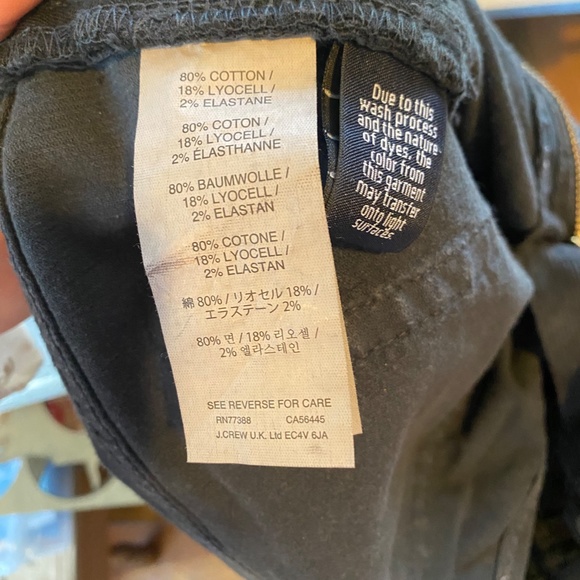 80% COTTON /
18% LYOCELL /
2% ELASTANE
80% COTON /
18% LYOCELL /
2% ÉLASTHANNE
80% BAUMWOLLE /
18% LYOCELL /
2% ELASTAN
80% COTONE /
18% LYOCELL /
2% ELASTAN
綿 80% / リオセル 18% /
エラステーン 2%
80% 면 / 18% 리오셀 /
2% 엘라스테인
SEE REVERSE FOR CARE
RN77388 CA56445
J.CREW U.K. Ltd EC4V 6JA
Due to this
wash process
and the nature
of dyes, the
color from
this garment
may transfer
onto light
surfaces.